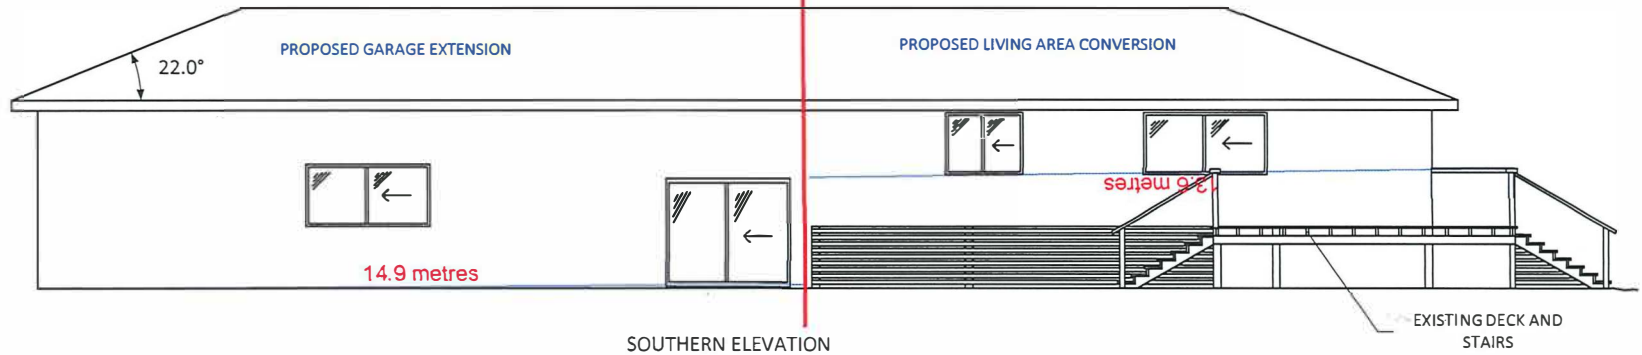 PROPOSED GARAGE EXTENSION
PROPOSED LIVING AREA CONVERSION
22.0°
13.6 metres
14.9 metres
EXISTING DECK AND
STAIRS
SOUTHERN ELEVATION